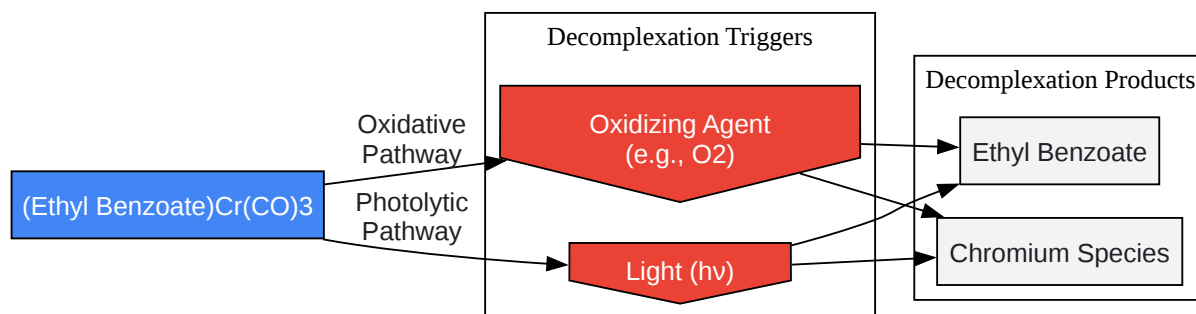 Decomplexation Triggers
Decomplexation Products
Oxidative
Pathway
Oxidizing Agent
(e.g., O2)
Ethyl Benzoate
(Ethyl Benzoate)Cr(CO)3
Photolytic
Pathway
Light (hν)
Chromium Species